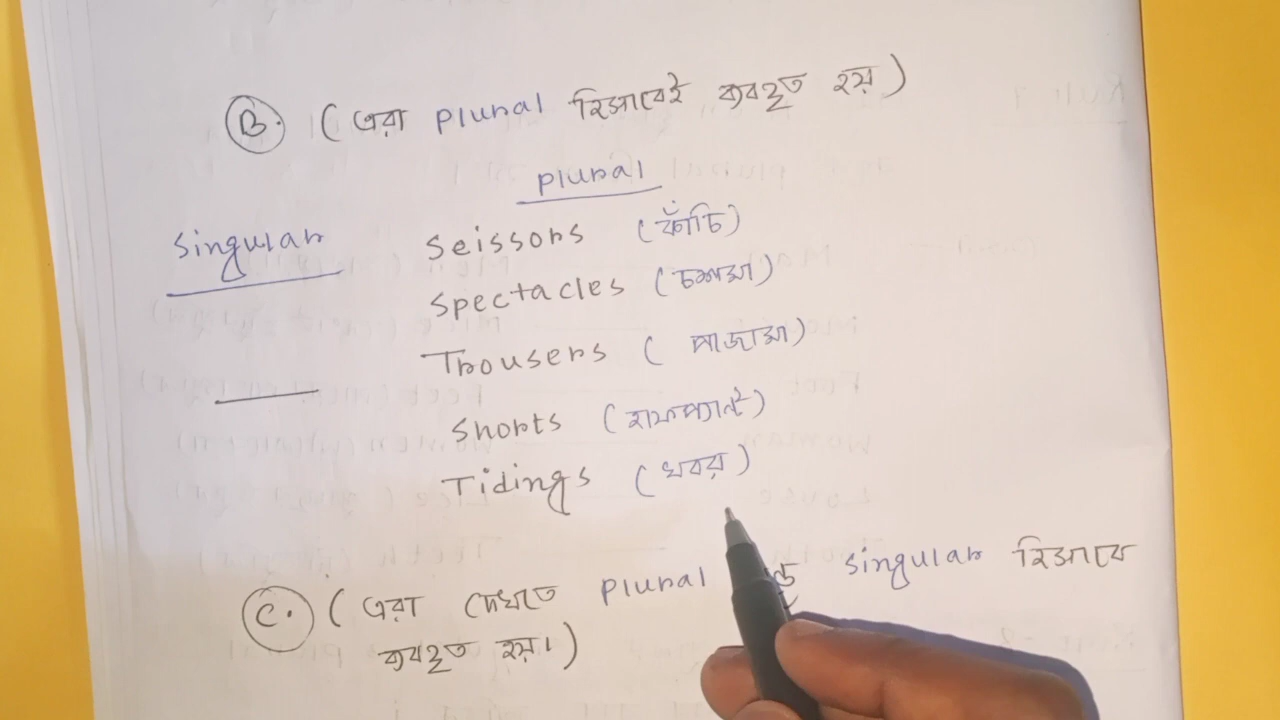 B. (এরা plural হিসাবেই ব্যবহৃত হয়)
plural
Singular
Scissors (কাঁচি)
Spectacles (চশমা)
Trousers (পাজামা)
Shorts (হাফপ্যান্ট)
Tidings (খবর)
C. (এরা দেখতে plural singular হিসাবে
ব্যবহৃত হয়।)